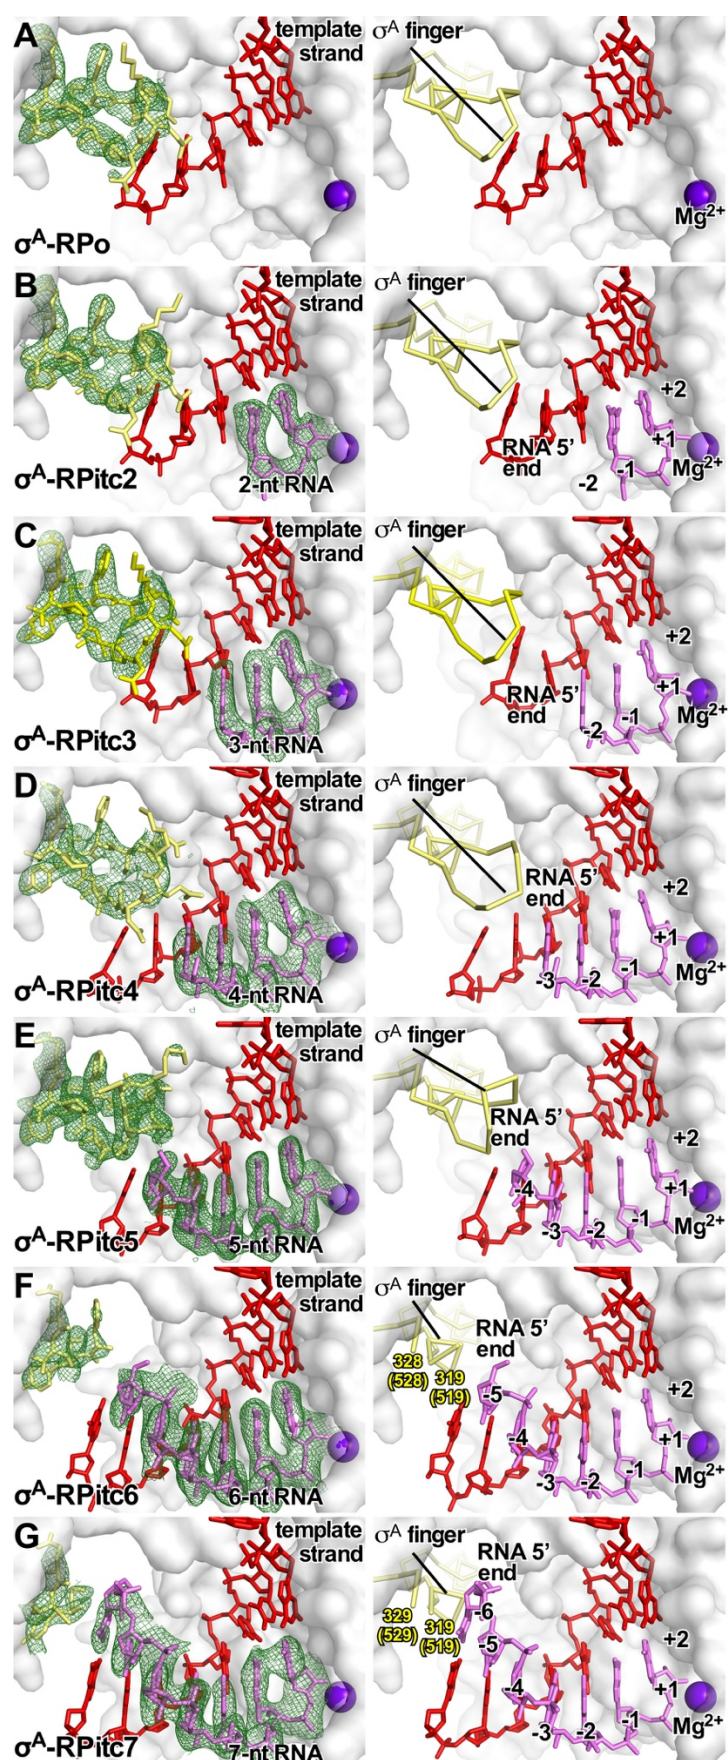 A
template
strand
σᴬ finger
σᴬ-RPo
Mg²⁺
B
template
strand
σᴬ finger
+2
RNA 5’
end
+1
Mg²⁺
-1
-2
σᴬ-RPitc2
2-nt RNA
C
template
strand
σᴬ finger
+2
RNA 5’
end
+1
Mg²⁺
-1
-2
σᴬ-RPitc3
3-nt RNA
D
template
strand
σᴬ finger
RNA 5’
end
+2
+1
Mg²⁺
-1
-2
-3
σᴬ-RPitc4
4-nt RNA
E
template
strand
σᴬ finger
RNA 5’
end
+2
+1
Mg²⁺
-1
-2
-3
-4
σᴬ-RPitc5
5-nt RNA
F
template
strand
σᴬ finger
RNA 5’
end
328
(528)
319
(519)
+2
-5
-4
+1
Mg²⁺
-1
-2
-3
σᴬ-RPitc6
6-nt RNA
G
template
strand
σᴬ finger
RNA 5’
end
329
(529)
319
(519)
-6
+2
-5
-4
+1
Mg²⁺
-1
-2
-3
σᴬ-RPitc7
7-nt RNA